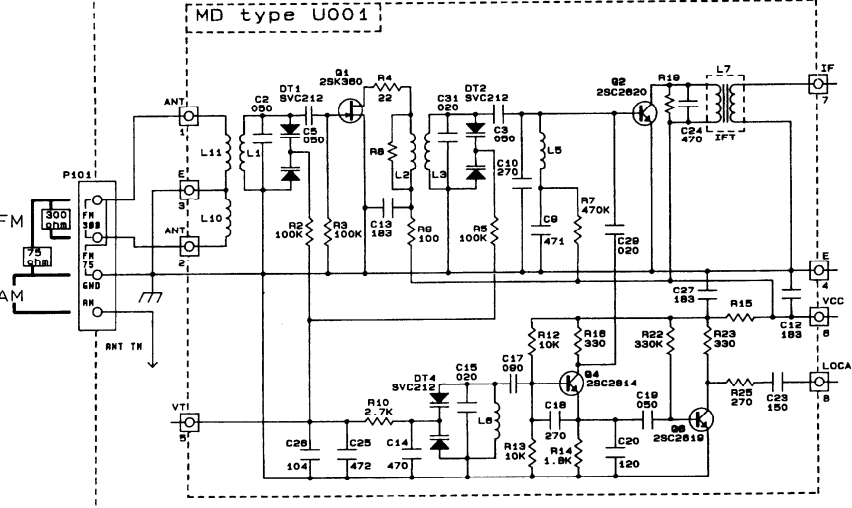 MD type U001
IF
7
L7
R19
C24
470
IFT
Q2
2SC2620
DT2
SVC212
C31
020
C3
050
R4
22
Q1
2SK360
DT1
SVC212
C2
050
C5
050
ANT
1
L11
L1
R8
L2
L3
L5
C10
270
P101
E
3
L10
FM
300
ohm
FM
300
ANT
2
R2
100K
R3
100K
C13
183
R9
100
R5
100K
C9
471
R7
470K
C29
020
75
ohm
FM
75
GND
AM
AM
ANT TM
E
4
C27
183
C12
183
VCC
6
R15
R12
10K
R16
330
R22
330K
R23
330
LOCA
8
R25
270
C23
150
Q4
2SC2814
C17
090
C15
020
DT4
SVC212
L6
R10
2.7K
VT
5
C26
104
C25
472
C14
470
R13
10K
C18
270
R14
1.8K
C19
050
C20
120
Q6
2SC2619